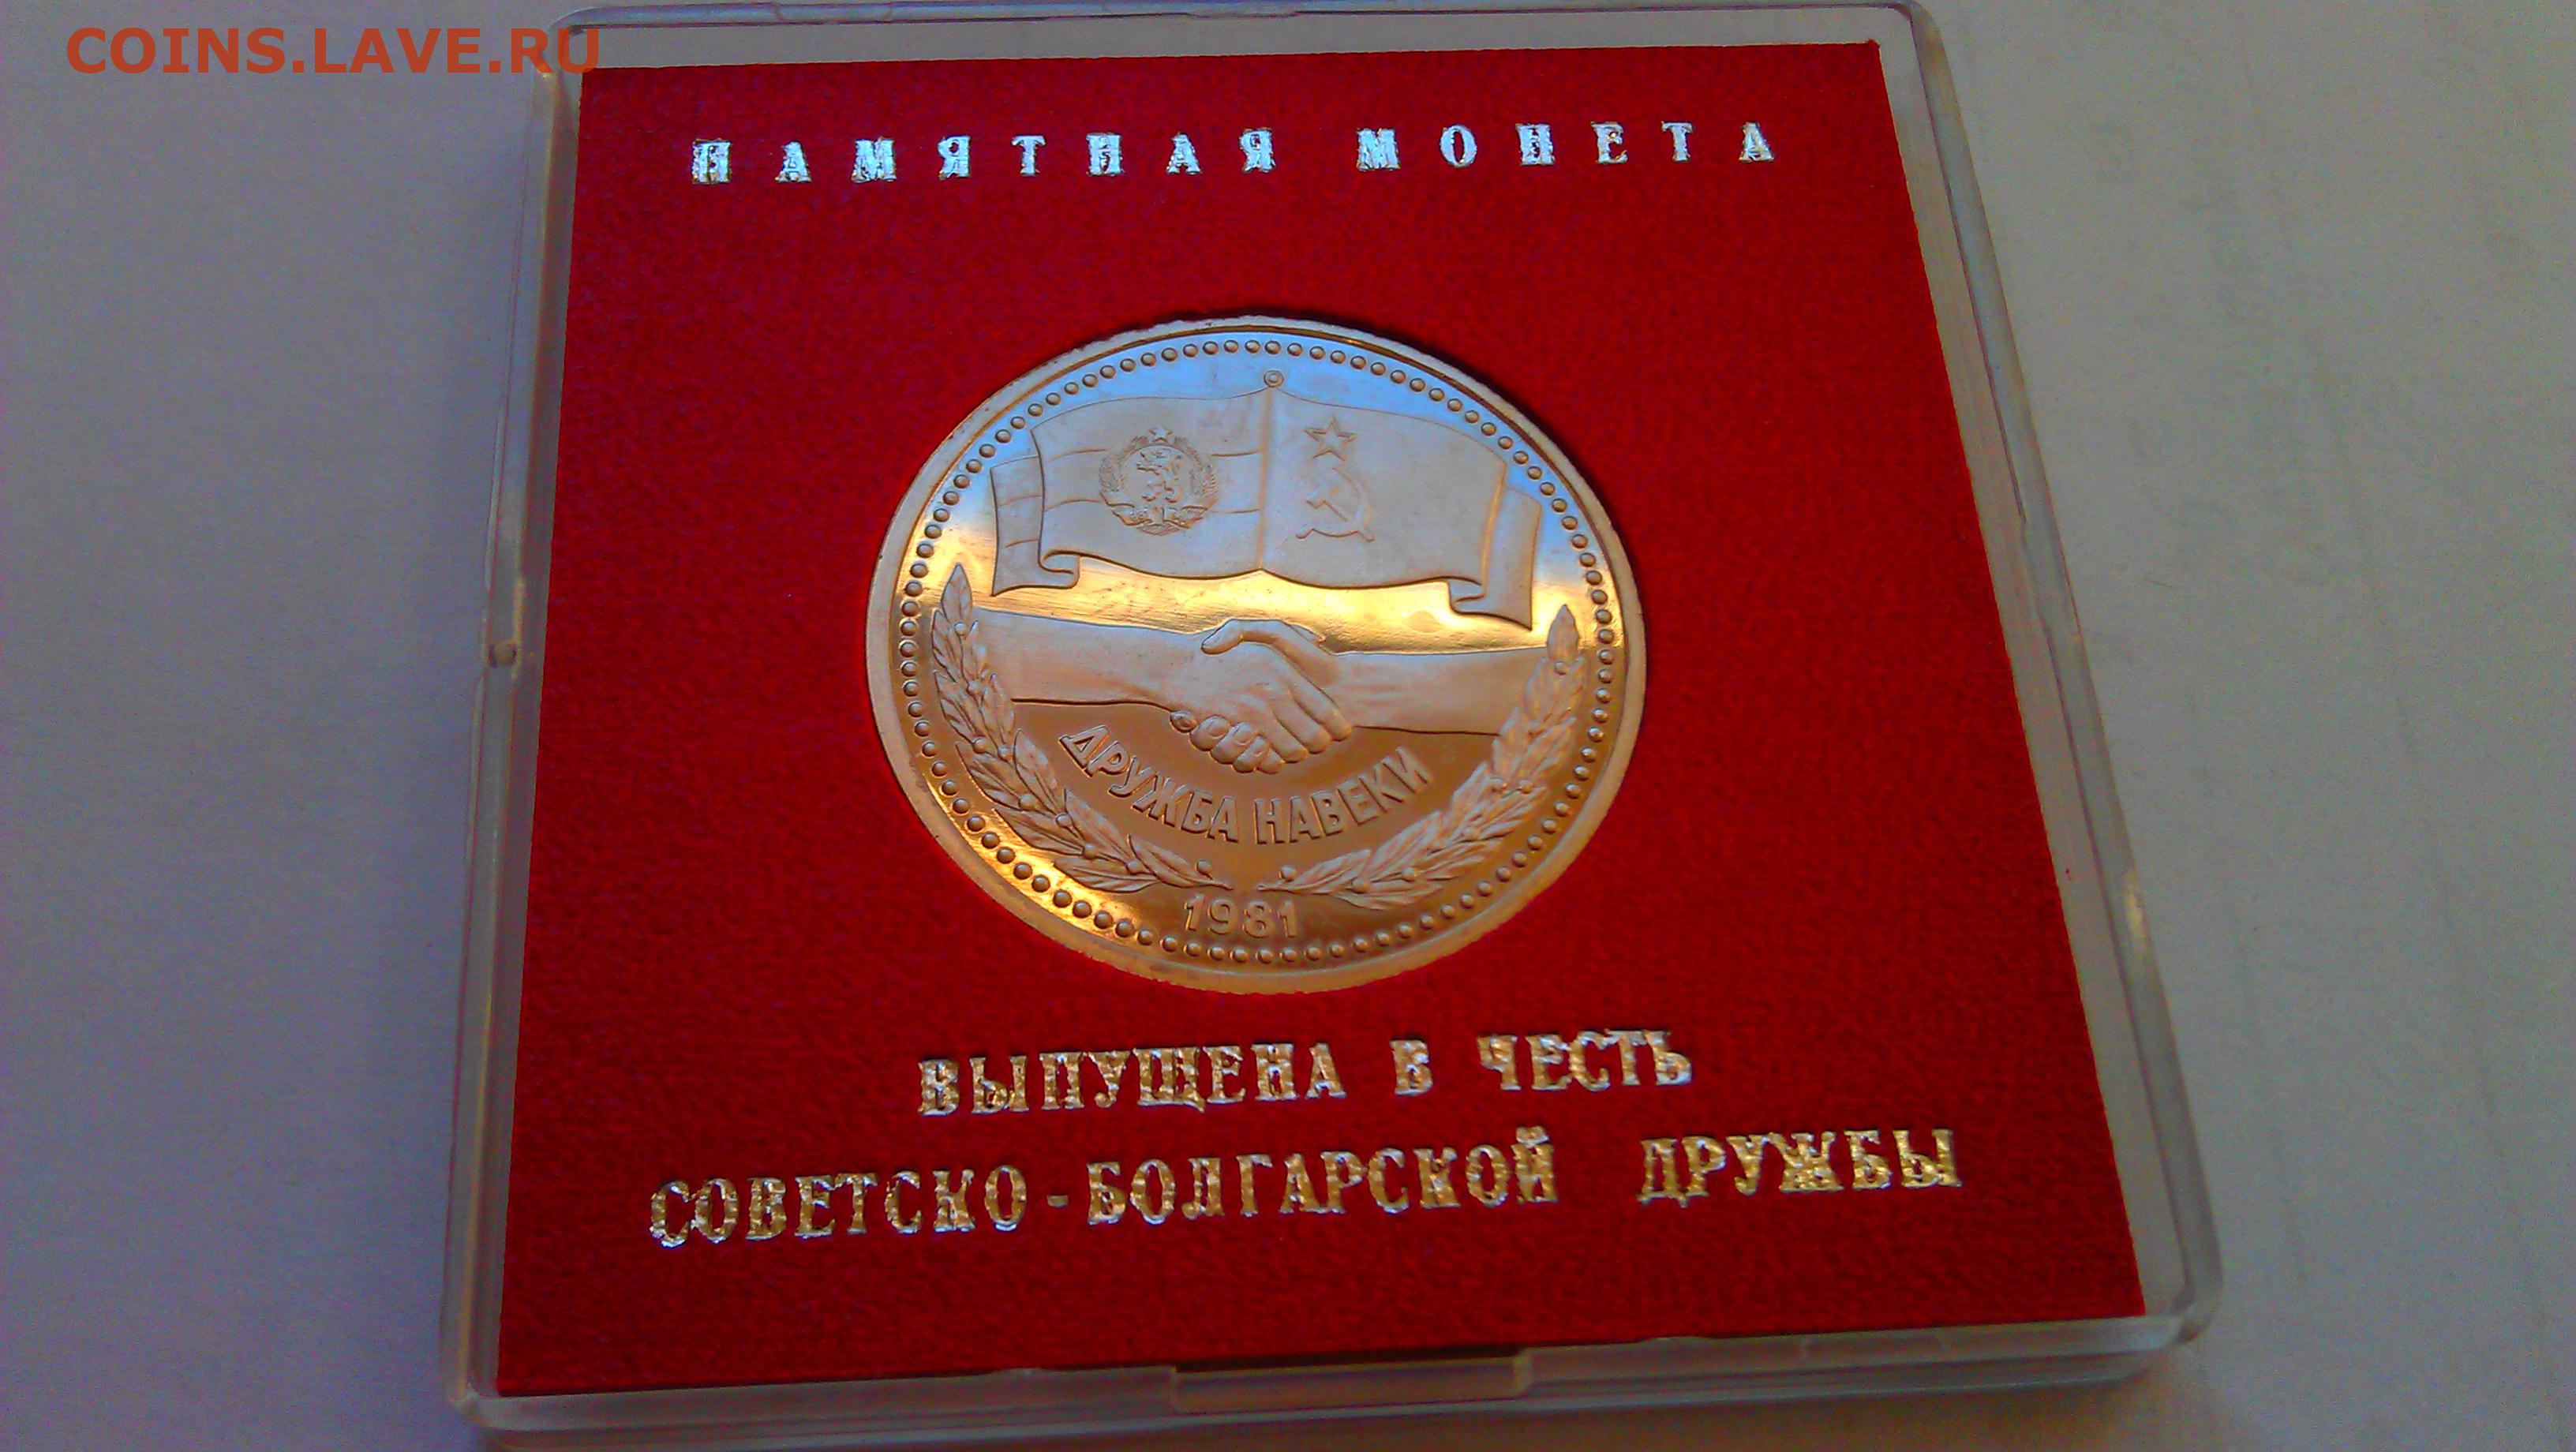 COINS.LAVE.RU
ПАМЯТНАЯ МОНЕТА
ДРУЖБА НАВЕКИ
1981
ВЫПУЩЕНА В ЧЕСТЬ
СОВЕТСКО-БОЛГАРСКОЙ ДРУЖБЫ